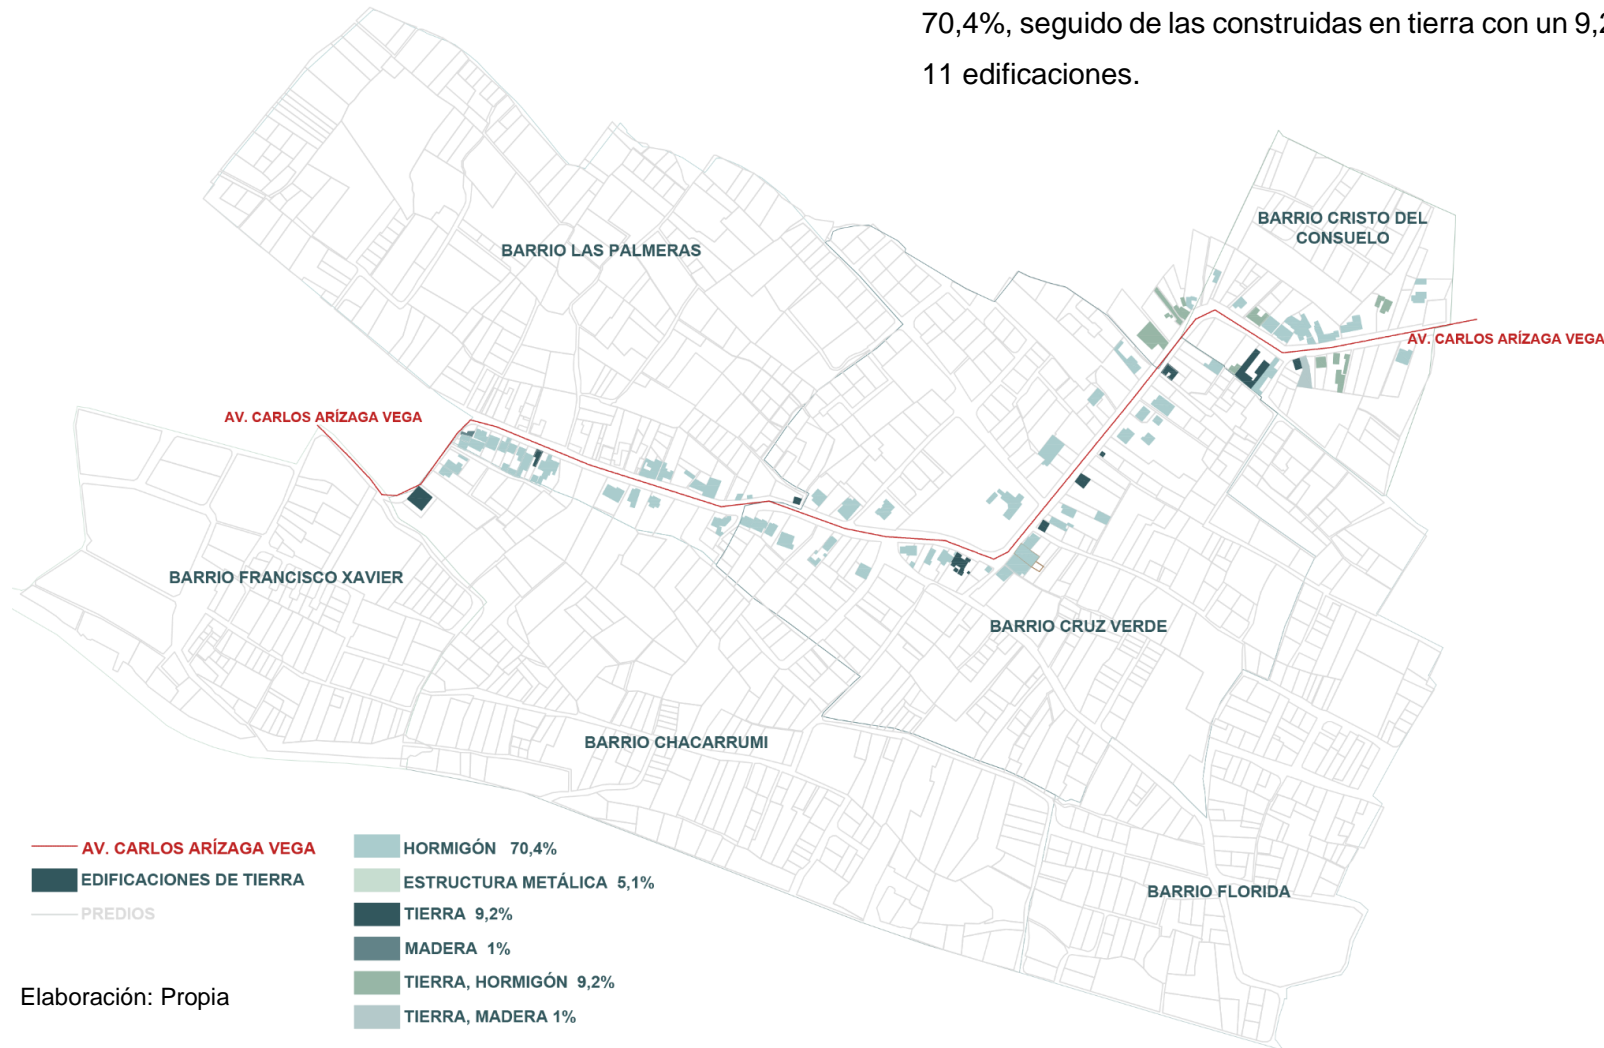 70,4%, seguido de las construidas en tierra con un 9,2
11 edificaciones.
BARRIO CRISTO DEL
CONSUELO
BARRIO LAS PALMERAS
AV. CARLOS ARÍZAGA VEGA
AV. CARLOS ARÍZAGA VEGA
BARRIO FRANCISCO XAVIER
BARRIO CRUZ VERDE
BARRIO CHACARRUMI
BARRIO FLORIDA
AV. CARLOS ARÍZAGA VEGA
EDIFICACIONES DE TIERRA
PREDIOS
HORMIGÓN 70,4%
ESTRUCTURA METÁLICA 5,1%
TIERRA 9,2%
MADERA 1%
TIERRA, HORMIGÓN 9,2%
TIERRA, MADERA 1%
Elaboración: Propia